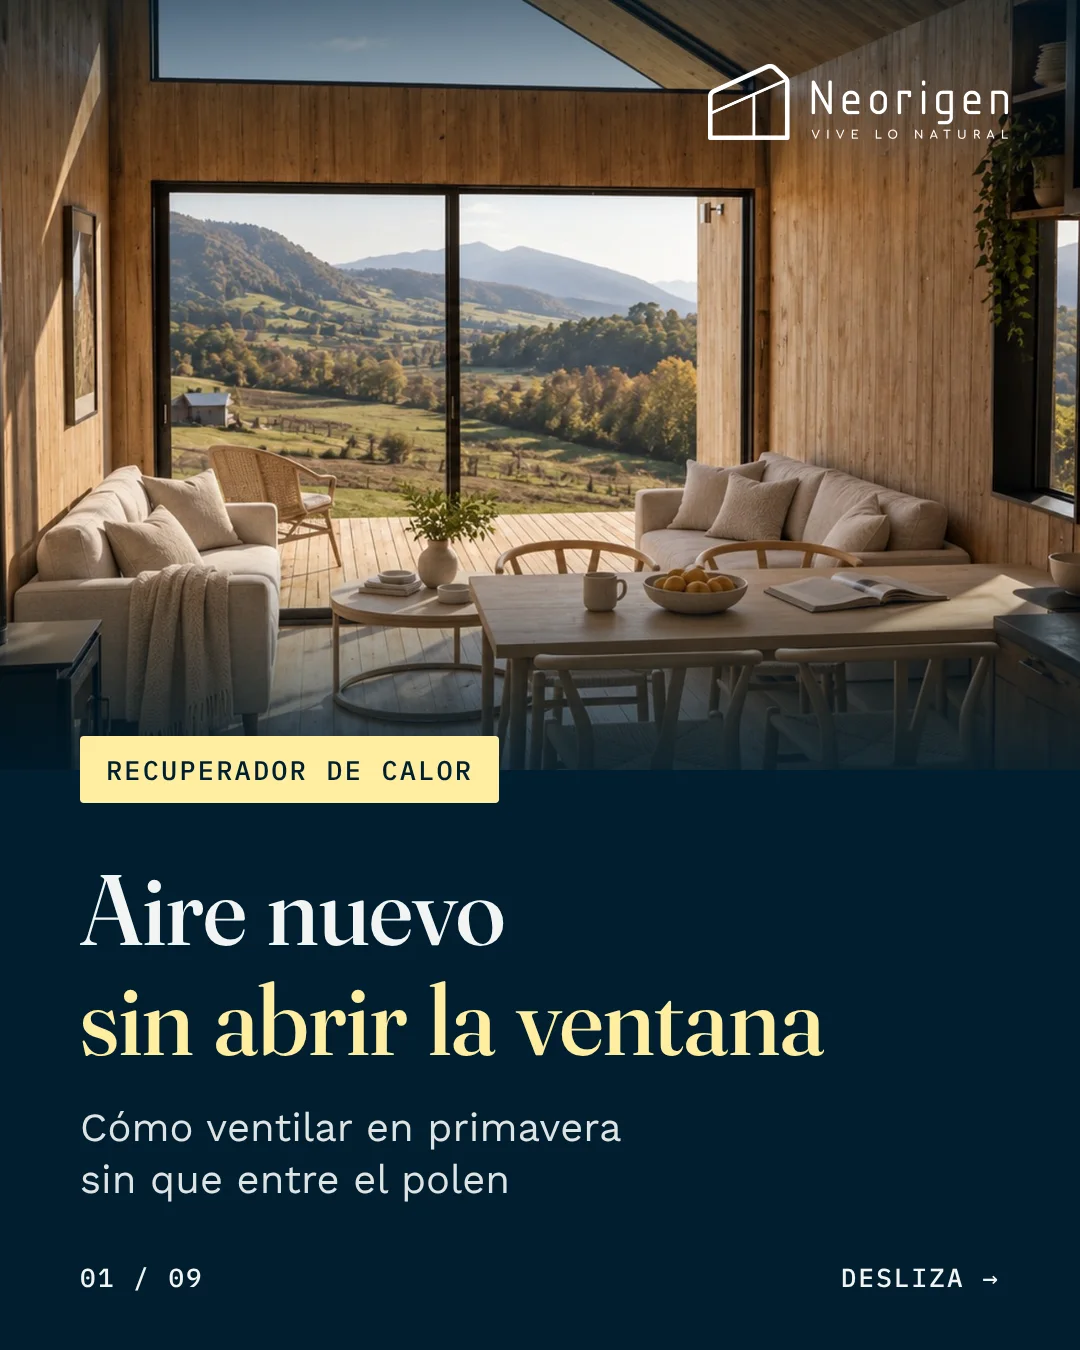 Neorigen
VIVE LO NATURAL
RECUPERADOR DE CALOR
Aire nuevo
sin abrir la ventana
Cómo ventilar en primavera
sin que entre el polen
01 / 09
DESLIZA →